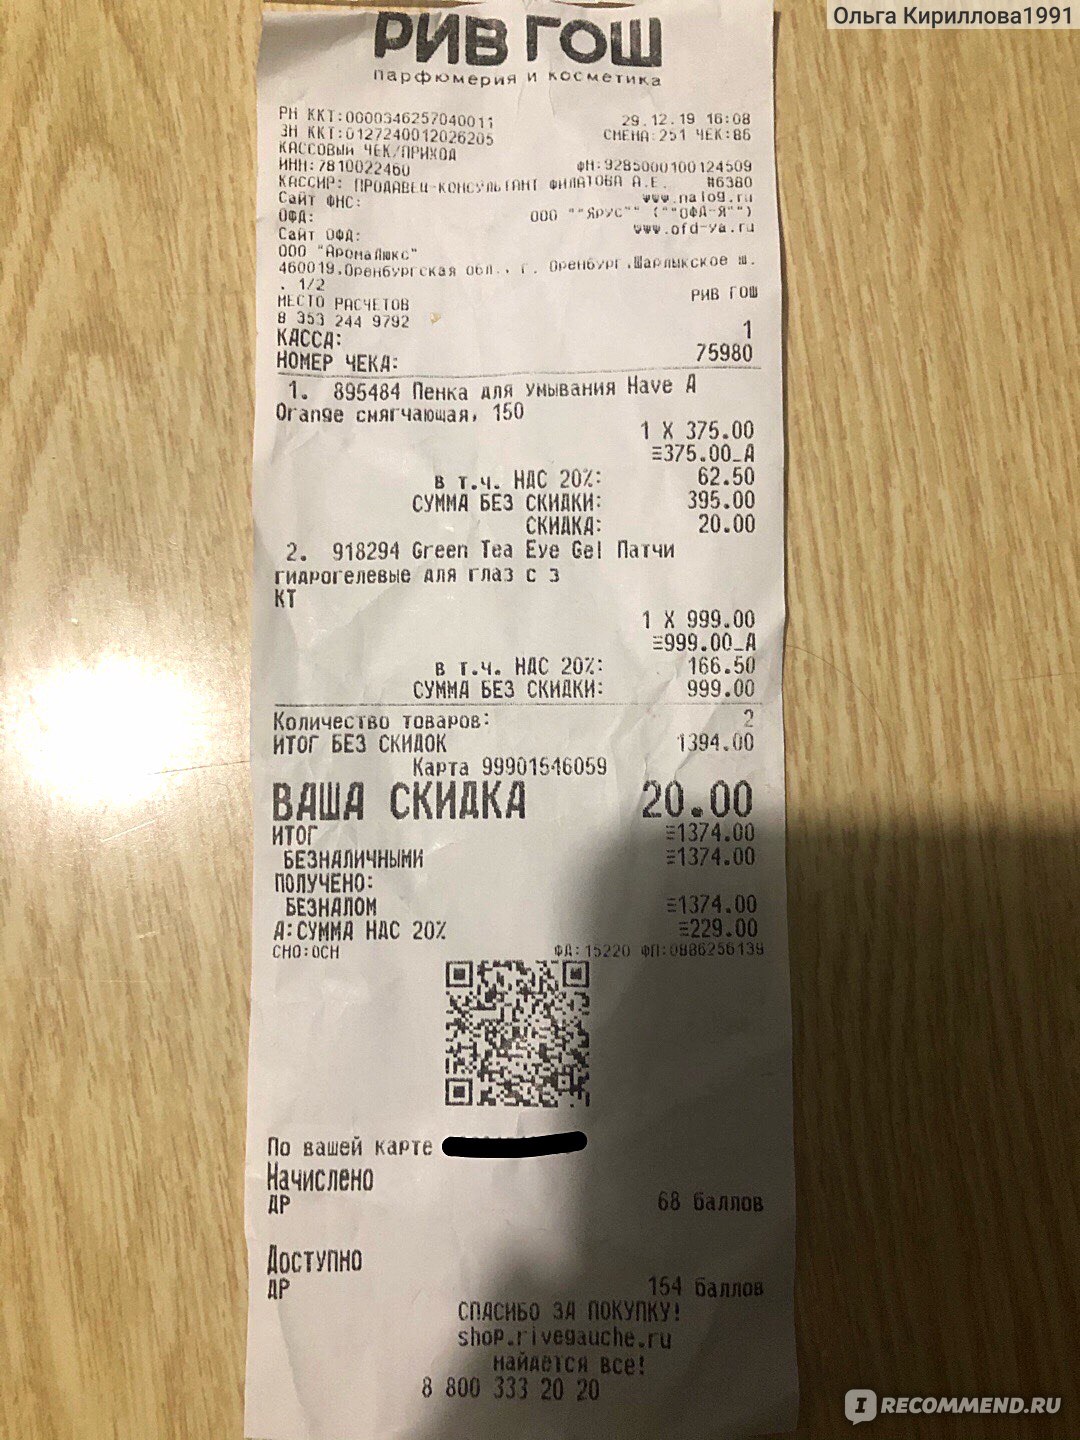 Ольга Кириллова1991
РИВ ГОШ
парфюмерия и косметика
РН ККТ:0000346257040011 29.12.19 16:08
ЗН ККТ:0127240012026205 СМЕНА:251 ЧЕК:86
КАССОВЫЙ ЧЕК/ПРИХОД
ИНН:7810022460 ФН:9285000100124509
КАССИР: ПРОДАВЕЦ-КОНСУЛЬТАНТ ФИЛАТОВА А.Е. #6380
Сайт ФНС: www.nalog.ru
ОФД: ООО ""Ярус"" (""ОФД-Я"")
Сайт ОФД: www.ofd-ya.ru
ООО "АромаЛюкс"
460019,Оренбургская обл., г. Оренбург,Шарлыкское ш.
. 1/2
МЕСТО РАСЧЕТОВ РИВ ГОШ
8 353 244 9792
КАССА: 1
НОМЕР ЧЕКА: 75980
1. 895484 Пенка для умывания Have A
Orange смягчающая, 150
1 X 375.00
≡375.00_А
в т.ч. НДС 20%: 62.50
СУММА БЕЗ СКИДКИ: 395.00
СКИДКА: 20.00
2. 918294 Green Tea Eye Gel Патчи
гидрогелевые для глаз с э
КТ
1 X 999.00
≡999.00_А
в т.ч. НДС 20%: 166.50
СУММА БЕЗ СКИДКИ: 999.00
Количество товаров: 2
ИТОГ БЕЗ СКИДОК 1394.00
Карта 99901546059
ВАША СКИДКА 20.00
ИТОГ ≡1374.00
БЕЗНАЛИЧНЫМИ ≡1374.00
ПОЛУЧЕНО:
БЕЗНАЛОМ ≡1374.00
А:СУММА НДС 20% ≡229.00
СНО:ОСН ФД:15220 ФП:0886256139
По вашей карте
Начислено
ДР 68 баллов
Доступно
ДР 154 баллов
СПАСИБО ЗА ПОКУПКУ!
shop.rivegauche.ru
найдется все!
8 800 333 20 20
IRECOMMEND.RU